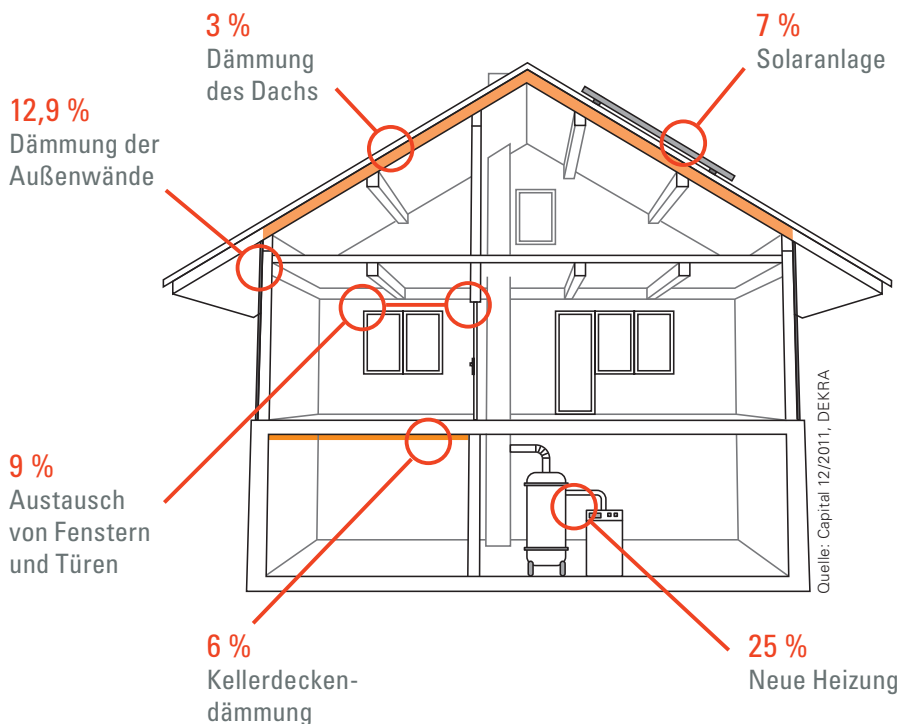 3 %
Dämmung
des Dachs
7 %
Solaranlage
12,9 %
Dämmung der
Außenwände
9 %
Austausch
von Fenstern
und Türen
6 %
Kellerdecken-
dämmung
25 %
Neue Heizung
Quelle: Capital 12/2011, DEKRA